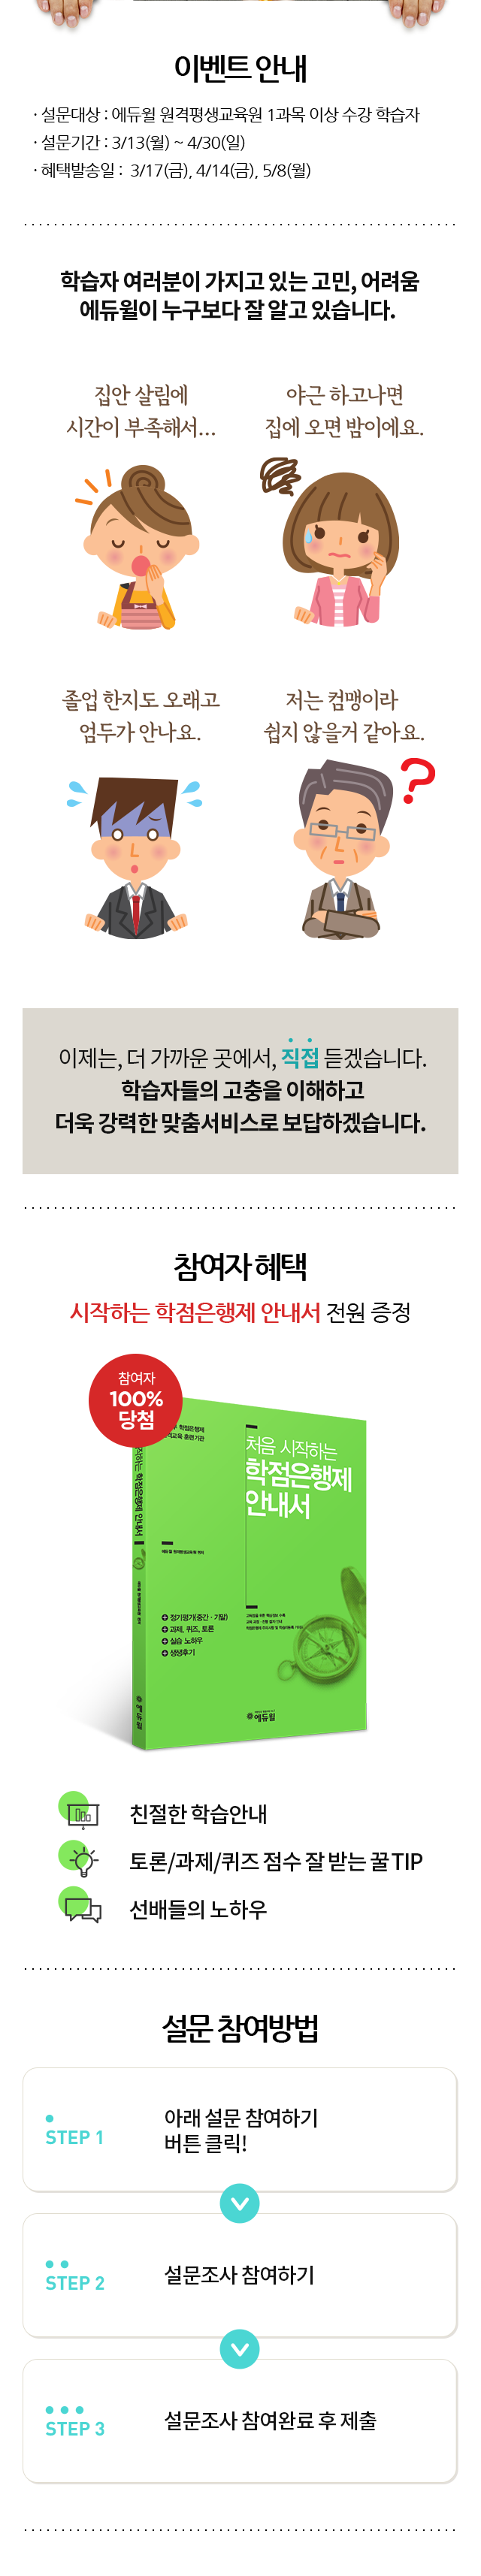 이벤트 안내
· 설문대상 : 에듀윌 원격평생교육원 1과목 이상 수강 학습자
· 설문기간 : 3/13(월) ~ 4/30(일)
· 혜택발송일 : 3/17(금), 4/14(금), 5/8(월)
학습자 여러분이 가지고 있는 고민, 어려움
에듀윌이 누구보다 잘 알고 있습니다.
집안 살림에
시간이 부족해서...
야근 하고나면
집에 오면 밤이에요.
졸업 한지도 오래고
엄두가 안나요.
저는 컴맹이라
쉽지 않을거 같아요.
?
이제는, 더 가까운 곳에서, 직접 듣겠습니다.
학습자들의 고충을 이해하고
더욱 강력한 맞춤서비스로 보답하겠습니다.
참여자 혜택
시작하는 학점은행제 안내서 전원 증정
참여자
100%
당첨
학점은행제
처음 시작하는
학점은행제
안내서
학점은행제 안내서
정기평가(중간·기말)
과제, 퀴즈, 토론
실습 노하우
생생후기
에듀윌
에듀윌
친절한 학습안내
토론/과제/퀴즈 점수 잘 받는 꿀TIP
선배들의 노하우
설문 참여방법
STEP 1
아래 설문 참여하기
버튼 클릭!
STEP 2
설문조사 참여하기
STEP 3
설문조사 참여완료 후 제출